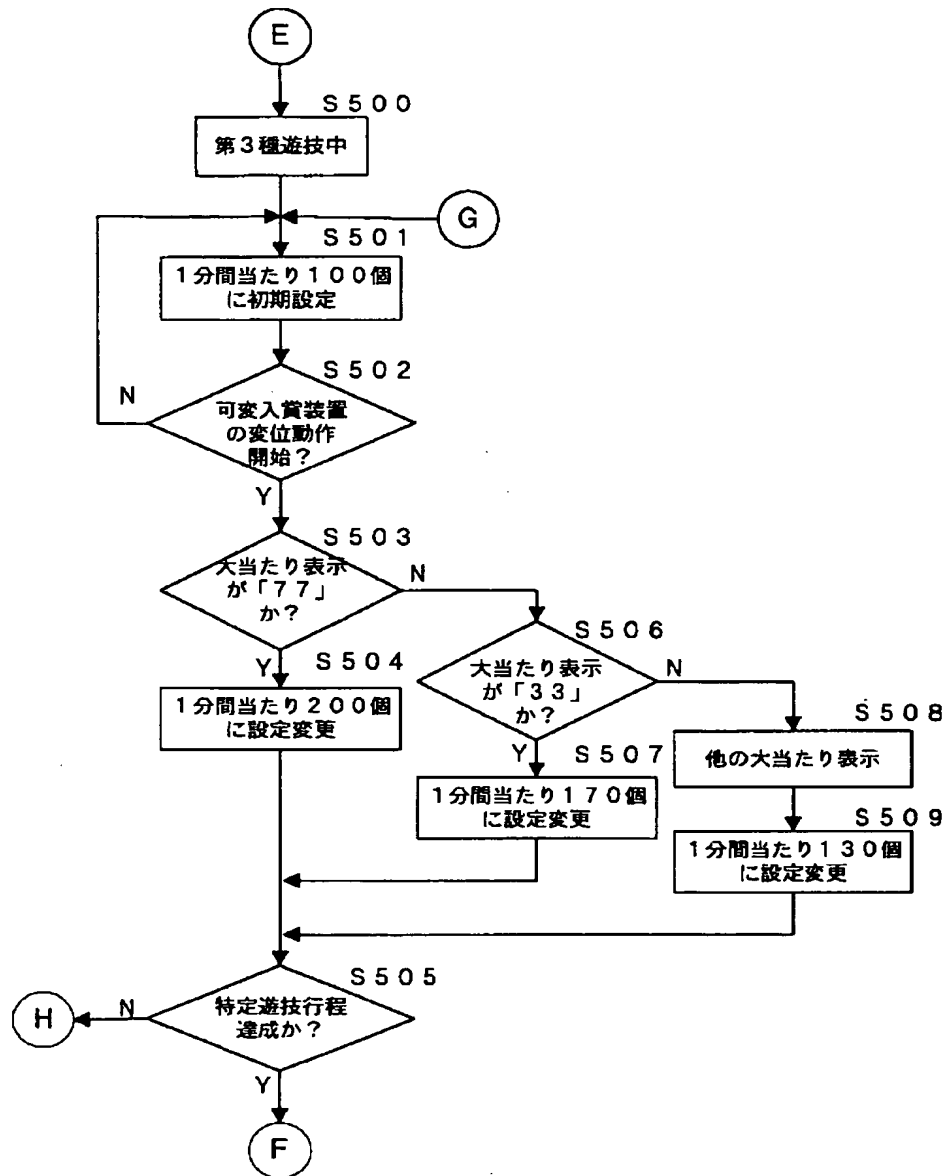 E
S500
第3種遊技中
G
S501
1分間当たり100個
に初期設定
S502
N
可変入賞装置
の変位動作
開始?
Y
S503
大当たり表示
が「77」
か?
N
Y
S504
1分間当たり200個
に設定変更
S506
大当たり表示
が「33」
か?
N
Y
S507
1分間当たり170個
に設定変更
S508
他の大当たり表示
S509
1分間当たり130個
に設定変更
S505
特定遊技行程
達成か?
N
H
Y
F